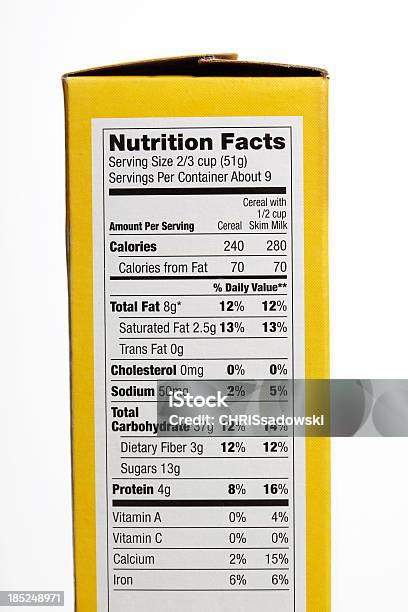 Nutrition Facts
Serving Size 2/3 cup (51g)
Servings Per Container About 9
Cereal with
1/2 cup
Amount Per Serving Cereal Skim Milk
Calories 240 280
Calories from Fat 70 70
% Daily Value**
Total Fat 8g* 12% 12%
Saturated Fat 2.5g 13% 13%
Trans Fat 0g
Cholesterol 0mg 0% 0%
Sodium 50mg 2% 5%
iStock
Credit: CHRISsadowski
Total
Carbohydrate 37g 12% 14%
Dietary Fiber 3g 12% 12%
Sugars 13g
Protein 4g 8% 16%
Vitamin A 0% 4%
Vitamin C 0% 0%
Calcium 2% 15%
Iron 6% 6%
185248971